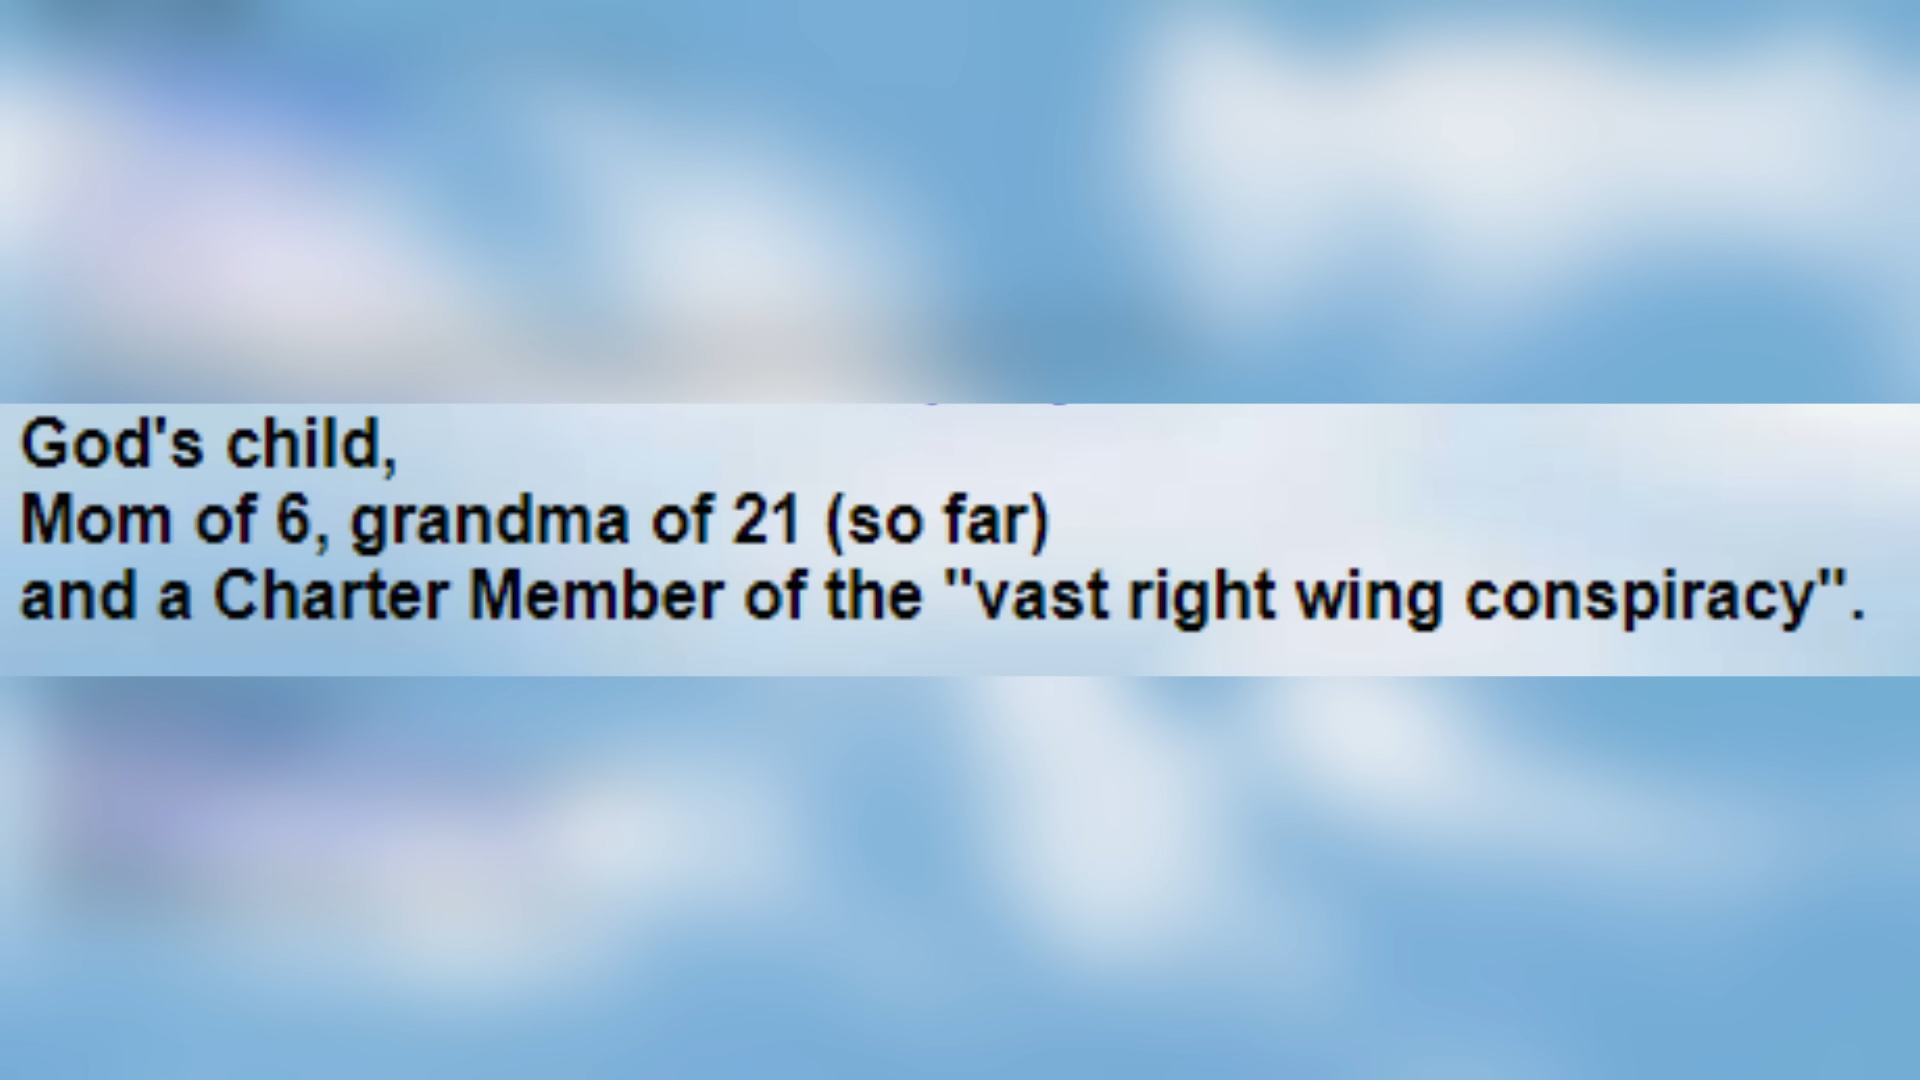 God's child,
Mom of 6, grandma of 21 (so far)
and a Charter Member of the "vast right wing conspiracy".